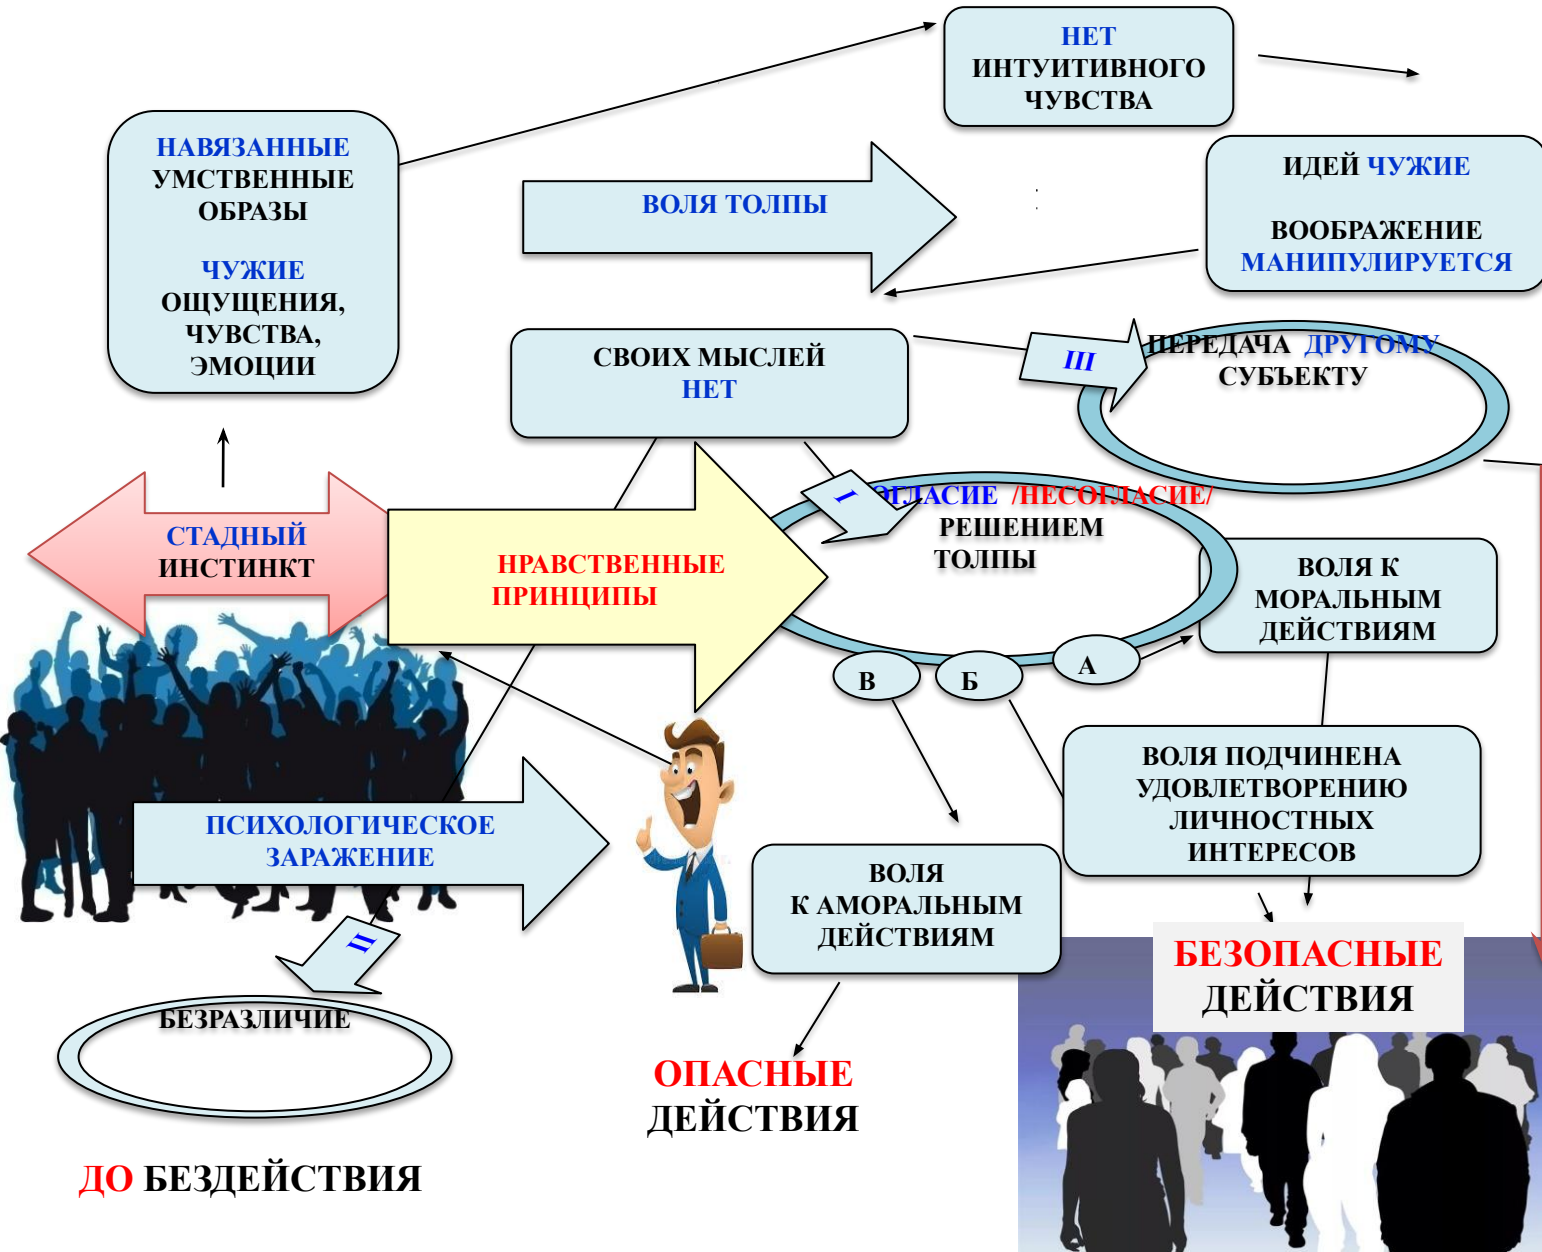 НЕТ
ИНТУИТИВНОГО
ЧУВСТВА
НАВЯЗАННЫЕ
УМСТВЕННЫЕ
ОБРАЗЫ
ЧУЖИЕ
ОЩУЩЕНИЯ,
ЧУВСТВА,
ЭМОЦИИ
ВОЛЯ ТОЛПЫ
ИДЕЙ ЧУЖИЕ
ВООБРАЖЕНИЕ
МАНИПУЛИРУЕТСЯ
СВОИХ МЫСЛЕЙ
НЕТ
III
ПЕРЕДАЧА ДРУГОМУ
СУБЪЕКТУ
СТАДНЫЙ
ИНСТИНКТ
НРАВСТВЕННЫЕ
ПРИНЦИПЫ
I
ОГЛАСИЕ /НЕСОГЛАСИЕ/
РЕШЕНИЕМ
ТОЛПЫ
ВОЛЯ К
МОРАЛЬНЫМ
ДЕЙСТВИЯМ
В
Б
А
ВОЛЯ ПОДЧИНЕНА
УДОВЛЕТВОРЕНИЮ
ЛИЧНОСТНЫХ
ИНТЕРЕСОВ
ПСИХОЛОГИЧЕСКОЕ
ЗАРАЖЕНИЕ
ВОЛЯ
К АМОРАЛЬНЫМ
ДЕЙСТВИЯМ
II
БЕЗРАЗЛИЧИЕ
БЕЗОПАСНЫЕ
ДЕЙСТВИЯ
ОПАСНЫЕ
ДЕЙСТВИЯ
ДО БЕЗДЕЙСТВИЯ